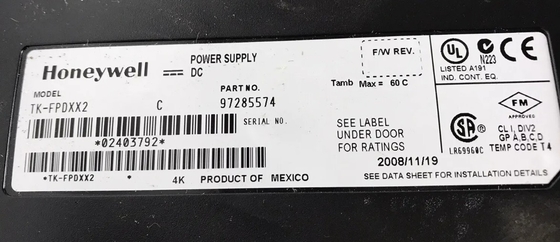 Honeywell
POWER SUPPLY
DC
F/W REV.
Tamb Max = 60 C
UL
N223
CE
LISTED A191
IND. CONT. EQ.
MODEL
TK-FPDXX2 C
PART NO.
97285574
SERIAL NO.
*02403792*
SEE LABEL
UNDER DOOR
FOR RATINGS
2008/11/19
FM
APPROVED
CL I, DIV2
GP A,B,C,D
TEMP CODE T4
LR69960C
*TK-FPDXX2 *
4K PRODUCT OF MEXICO
SEE DATA SHEET FOR INSTALLATION DETAILS